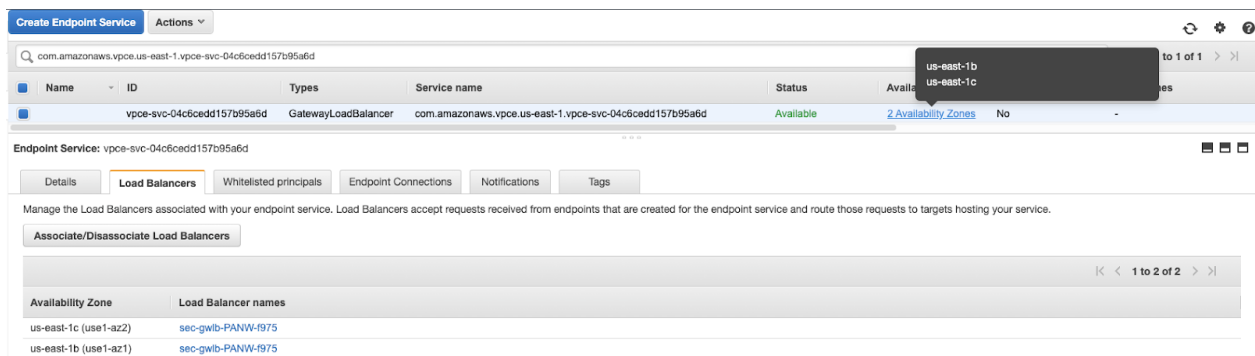 Create Endpoint Service Actions
com.amazonaws.vpce.us-east-1.vpce-svc-04c6cedd157b95a6d to 1 of 1
us-east-1b
us-east-1c
Name ID Types Service name Status
vpce-svc-04c6cedd157b95a6d GatewayLoadBalancer com.amazonaws.vpce.us-east-1.vpce-svc-04c6cedd157b95a6d Available 2 Availability Zones No -
Endpoint Service: vpce-svc-04c6cedd157b95a6d
Details Load Balancers Whitelisted principals Endpoint Connections Notifications Tags
Manage the Load Balancers associated with your endpoint service. Load Balancers accept requests received from endpoints that are created for the endpoint service and route those requests to targets hosting your service.
Associate/Disassociate Load Balancers
1 to 2 of 2
Availability Zone Load Balancer names
us-east-1c (use1-az2) sec-gwlb-PANW-f975
us-east-1b (use1-az1) sec-gwlb-PANW-f975